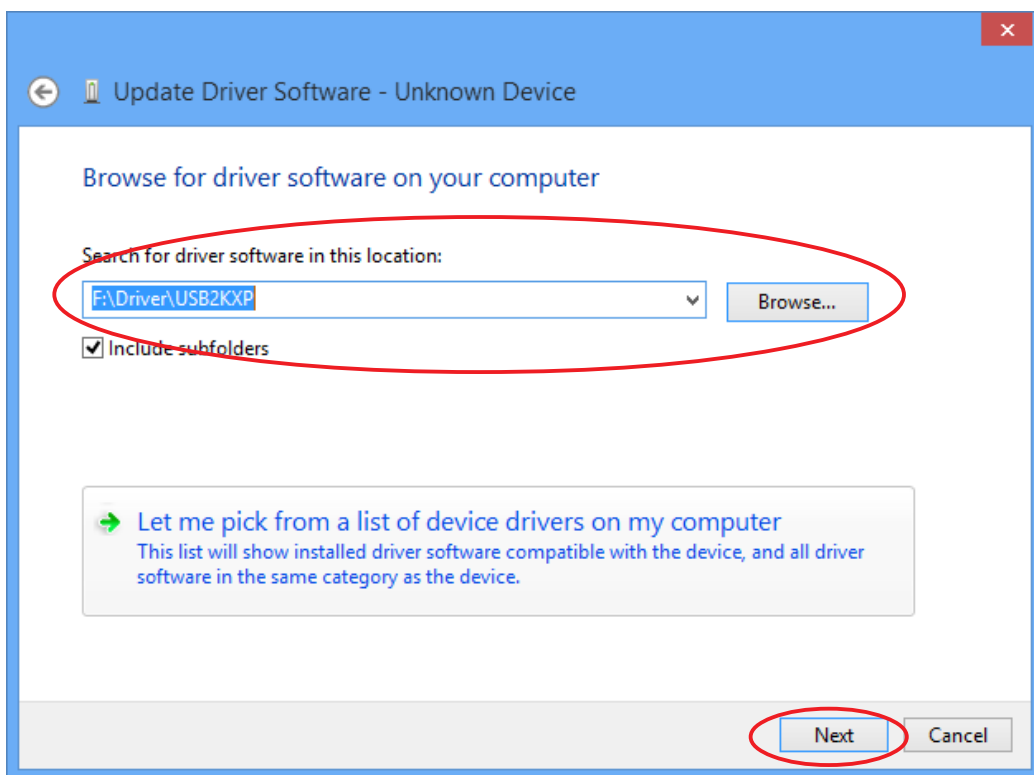 Update Driver Software - Unknown Device
Browse for driver software on your computer
Search for driver software in this location:
F:\Driver\USB2KXP
Browse...
Include subfolders
Let me pick from a list of device drivers on my computer
This list will show installed driver software compatible with the device, and all driver
software in the same category as the device.
Next
Cancel